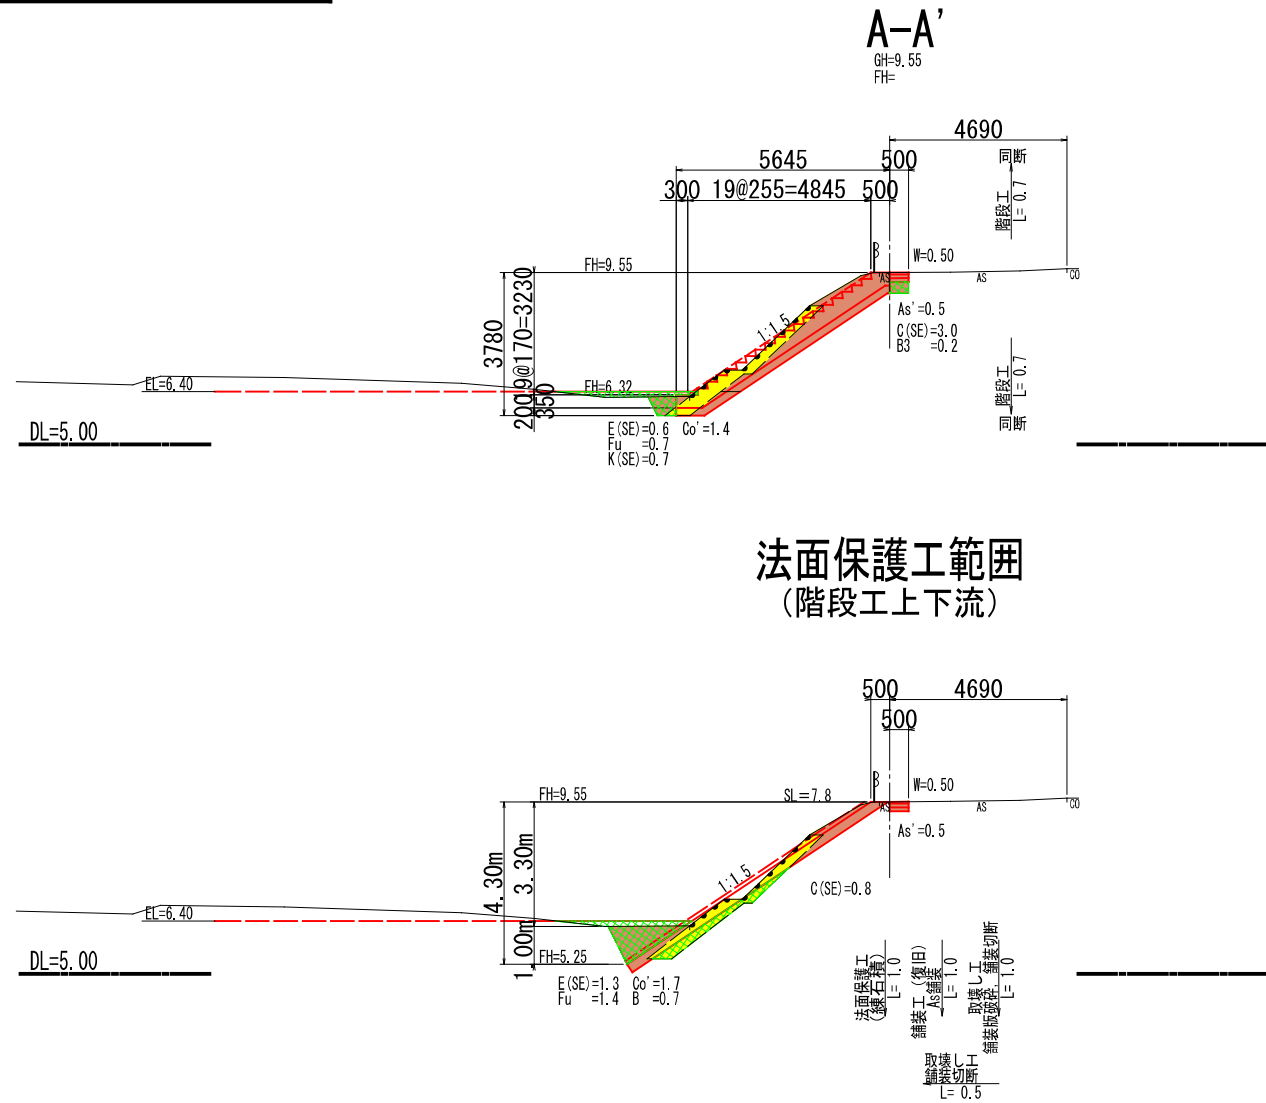 A-A'
GH=9.55
FH=
4690
5645
500
同断
300
19@255=4845
500
階段工
L= 0.7
B
W=0.50
FH=9.55
AS
AS
CO
As'=0.5
C(SE)=3.0
B3 =0.2
3780
200
19@170=3230
350
1:1.5
EL=6.40
FH=6.32
階段工
L=0.7
同断
DL=5.00
E(SE)=0.6 Co'=1.4
Fu =0.7
K(SE)=0.7
法面保護工範囲
(階段工上下流)
500
4690
500
B
W=0.50
FH=9.55
SL=7.8
AS
AS
CO
As'=0.5
4.30m
3.30m
1.00m
1:1.5
C(SE)=0.8
EL=6.40
DL=5.00
FH=5.25
E(SE)=1.3 Co'=1.7
Fu =1.4 B =0.7
法面保護工
(練石積)
L= 1.0
舗装工(復旧)
As舗装
L= 1.0
取壊し工
舗装版破砕,舗装切断
L= 1.0
取壊し工
舗装切断
L= 0.5